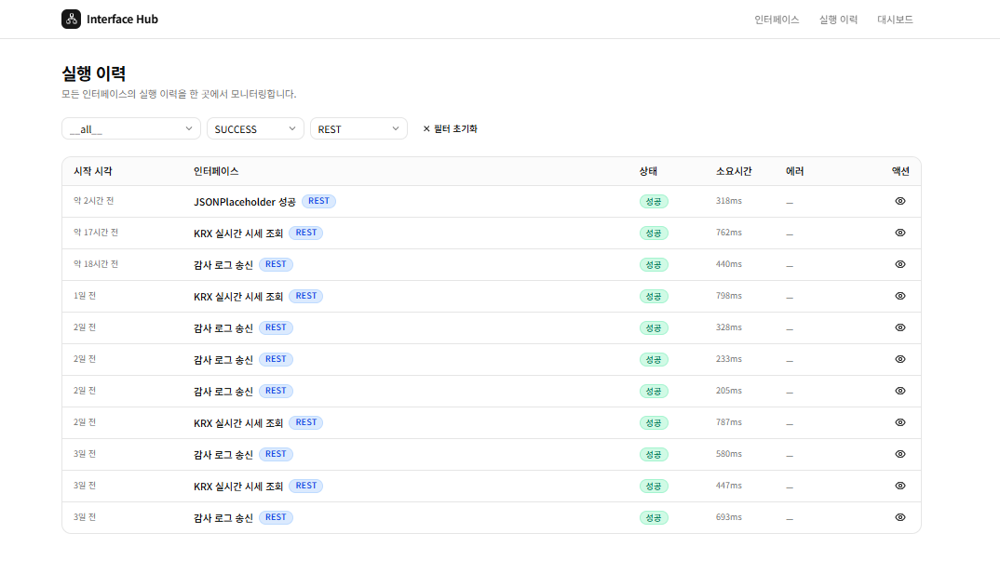 Interface Hub 인터페이스 실행 이력 대시보드
실행 이력
모든 인터페이스의 실행 이력을 한 곳에서 모니터링합니다.
__all__ SUCCESS REST × 필터 초기화
시작 시각 인터페이스 상태 소요시간 에러 액션
약 2시간 전 JSONPlaceholder 성공 REST 성공 318ms —
약 17시간 전 KRX 실시간 시세 조회 REST 성공 762ms —
약 18시간 전 감사 로그 송신 REST 성공 440ms —
1일 전 KRX 실시간 시세 조회 REST 성공 798ms —
2일 전 감사 로그 송신 REST 성공 328ms —
2일 전 감사 로그 송신 REST 성공 233ms —
2일 전 감사 로그 송신 REST 성공 205ms —
2일 전 KRX 실시간 시세 조회 REST 성공 787ms —
3일 전 감사 로그 송신 REST 성공 580ms —
3일 전 KRX 실시간 시세 조회 REST 성공 447ms —
3일 전 감사 로그 송신 REST 성공 693ms —